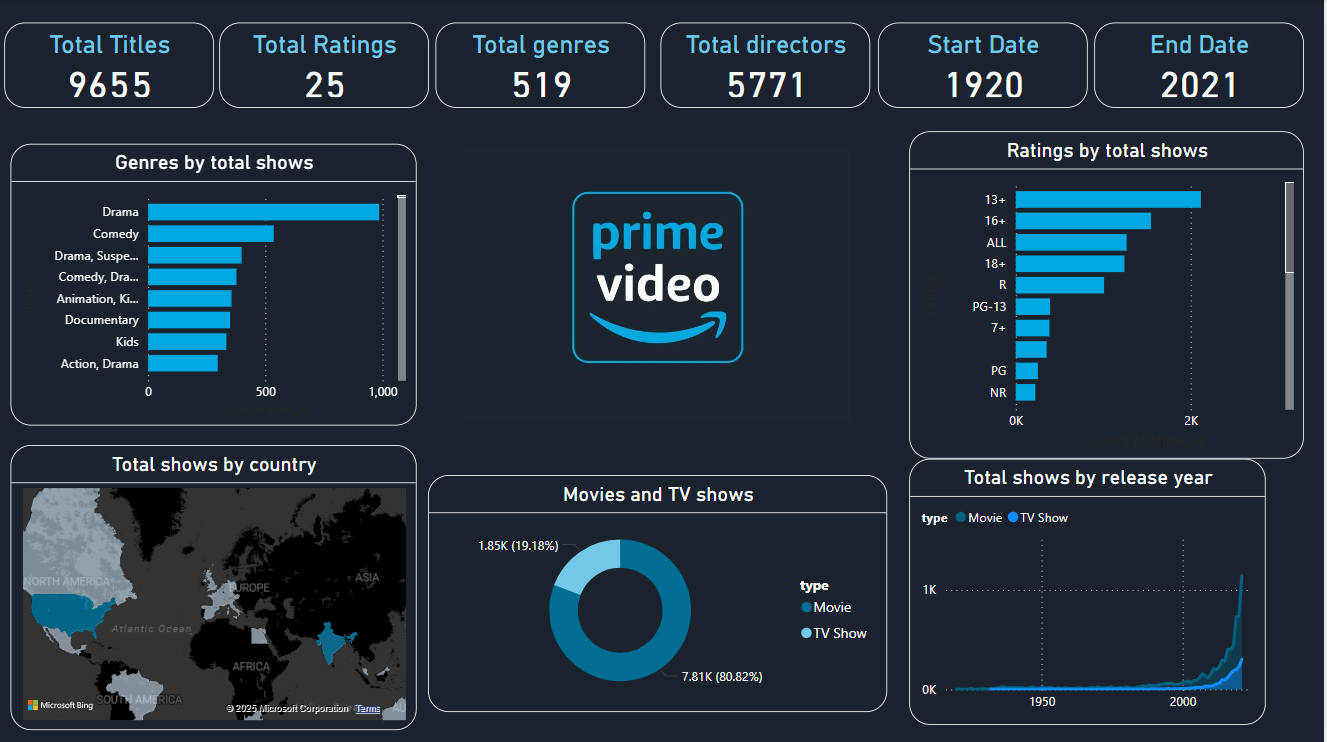 Total Titles
9655
Total Ratings
25
Total genres
519
Total directors
5771
Start Date
1920
End Date
2021
Genres by total shows
Drama
Comedy
Drama, Suspe...
Comedy, Dra...
Animation, Ki...
Documentary
Kids
Action, Drama
0
500
1,000
prime
video
Ratings by total shows
13+
16+
ALL
18+
R
PG-13
7+
PG
NR
0K
2K
Total shows by country
NORTH AMERICA
EUROPE
ASIA
Atlantic Ocean
AFRICA
SOUTH AMERICA
AU
Microsoft Bing
© 2025 Microsoft Corporation Terms
Movies and TV shows
1.85K (19.18%)
7.81K (80.82%)
type
Movie
TV Show
Total shows by release year
type Movie TV Show
1K
0K
1950
2000